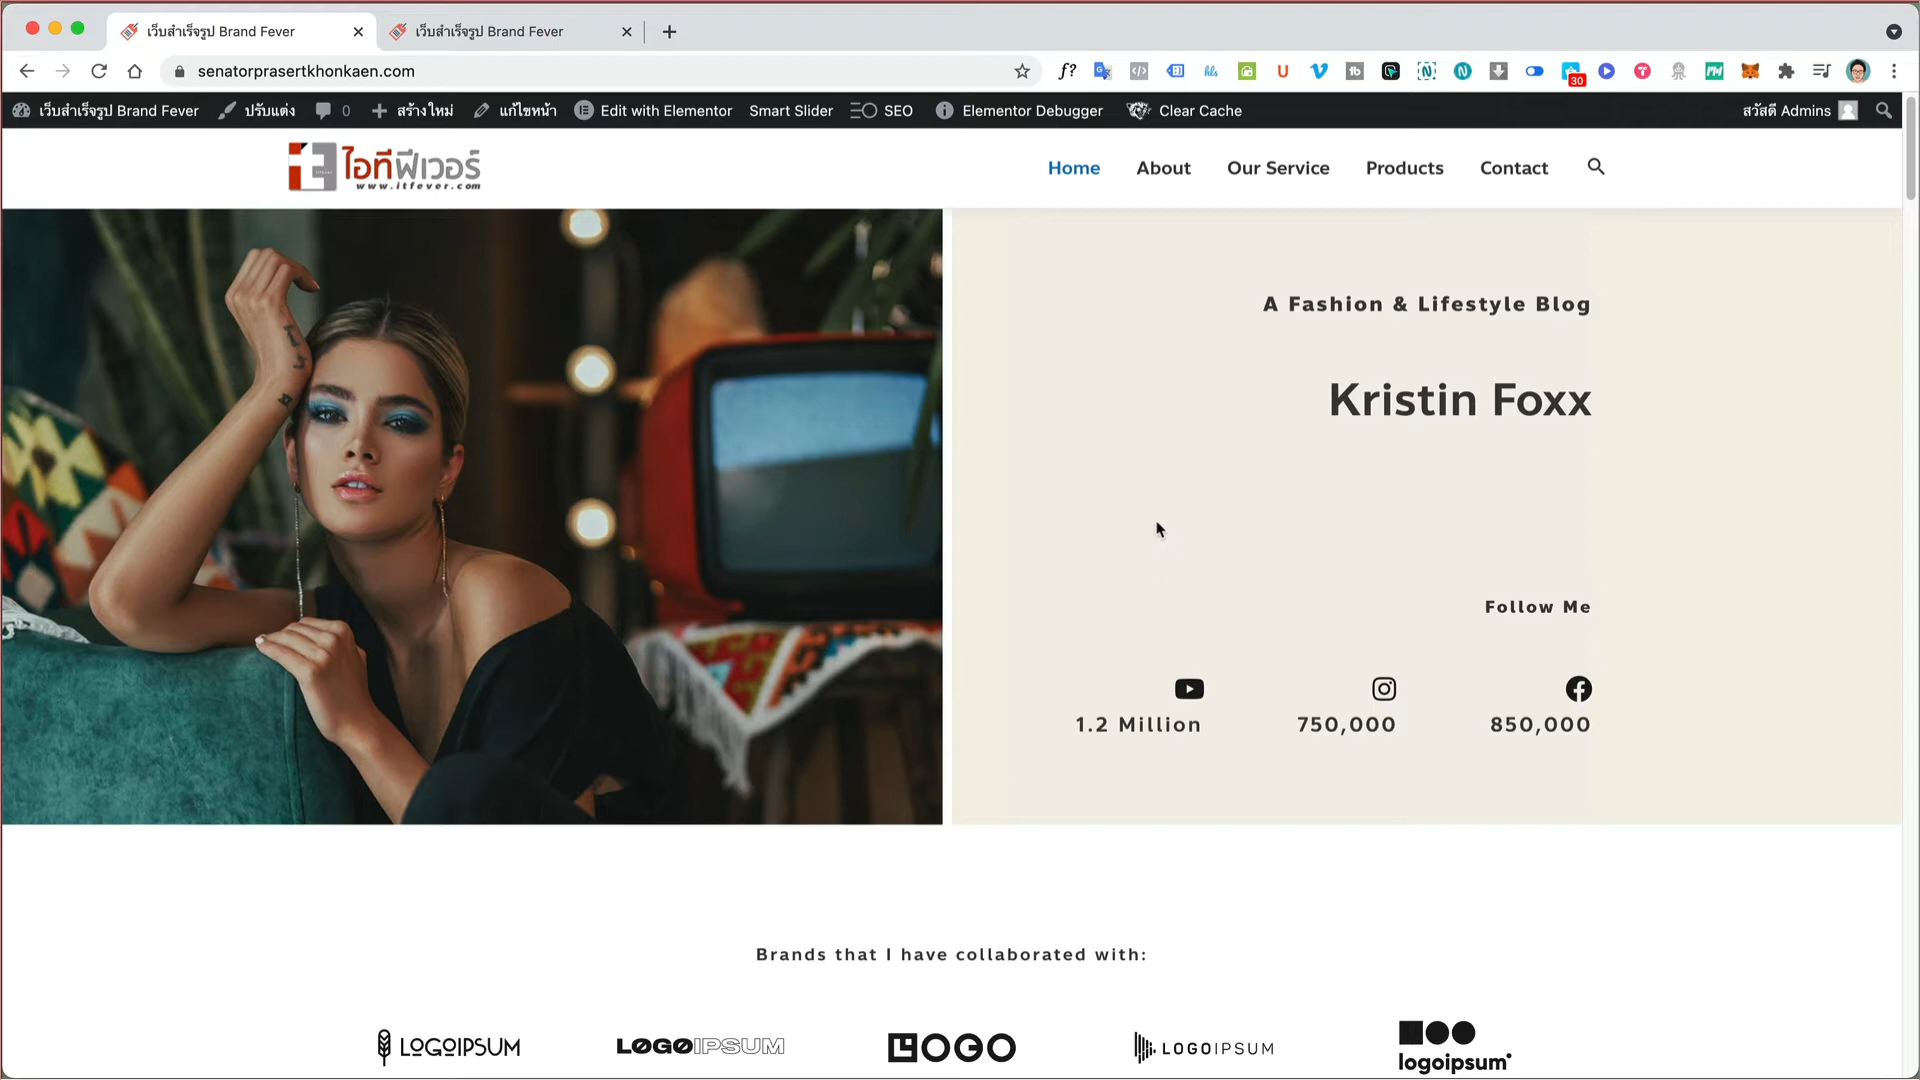 เว็บสำเร็จรูป Brand Fever
เว็บสำเร็จรูป Brand Fever
senatorprasertkhonkaen.com
f?
30
เว็บสำเร็จรูป Brand Fever ปรับแต่ง 0 สร้างใหม่ แก้ไขหน้า Edit with Elementor Smart Slider SEO Elementor Debugger Clear Cache สวัสดี Admins
ไอทีฟีเวอร์
www.itfever.com
Home About Our Service Products Contact
A Fashion & Lifestyle Blog
Kristin Foxx
Follow Me
1.2 Million 750,000 850,000
Brands that I have collaborated with:
LOGOIPSUM LOGOIPSUM LOGO LOGOIPSUM logoipsum